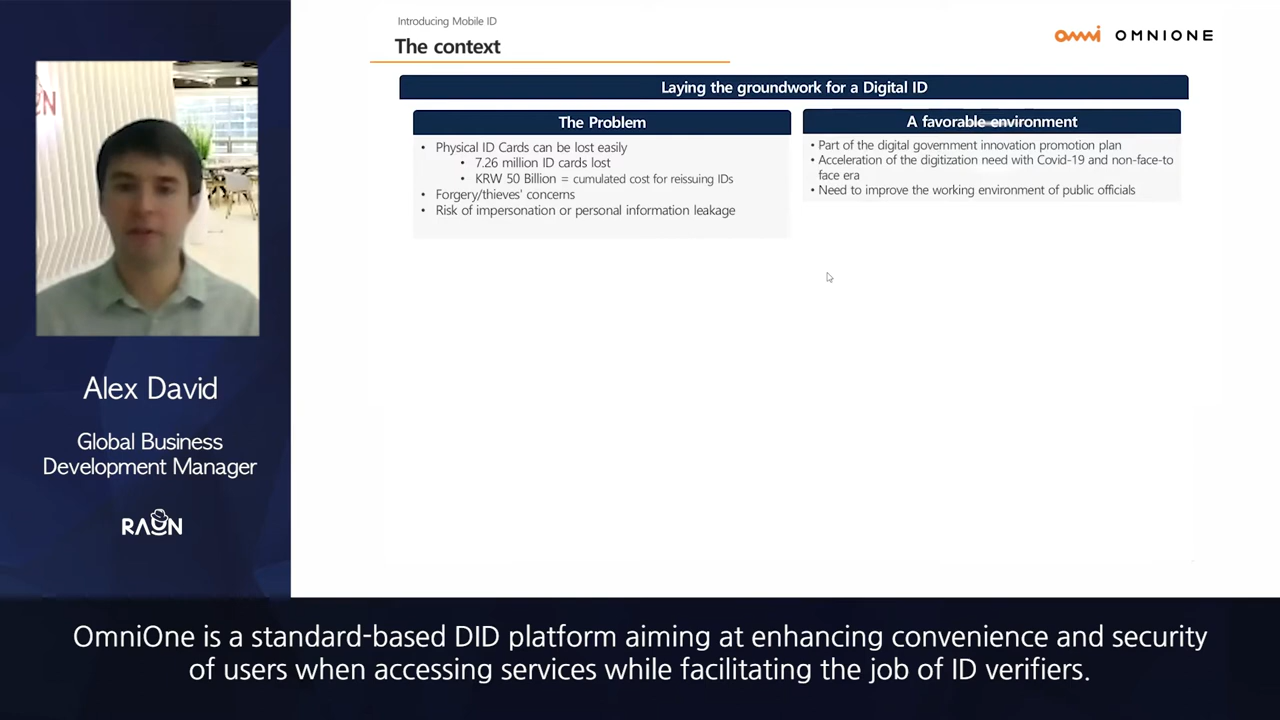 Introducing Mobile ID
The context
omni OMNIONE
Laying the groundwork for a Digital ID
The Problem
• Physical ID Cards can be lost easily
• 7.26 million ID cards lost
• KRW 50 Billion = cumulated cost for reissuing IDs
• Forgery/thieves' concerns
• Risk of impersonation or personal information leakage
A favorable environment
• Part of the digital government innovation promotion plan
• Acceleration of the digitization need with Covid-19 and non-face-to
face era
• Need to improve the working environment of public officials
N
Alex David
Global Business
Development Manager
RAON
OmniOne is a standard-based DID platform aiming at enhancing convenience and security
of users when accessing services while facilitating the job of ID verifiers.